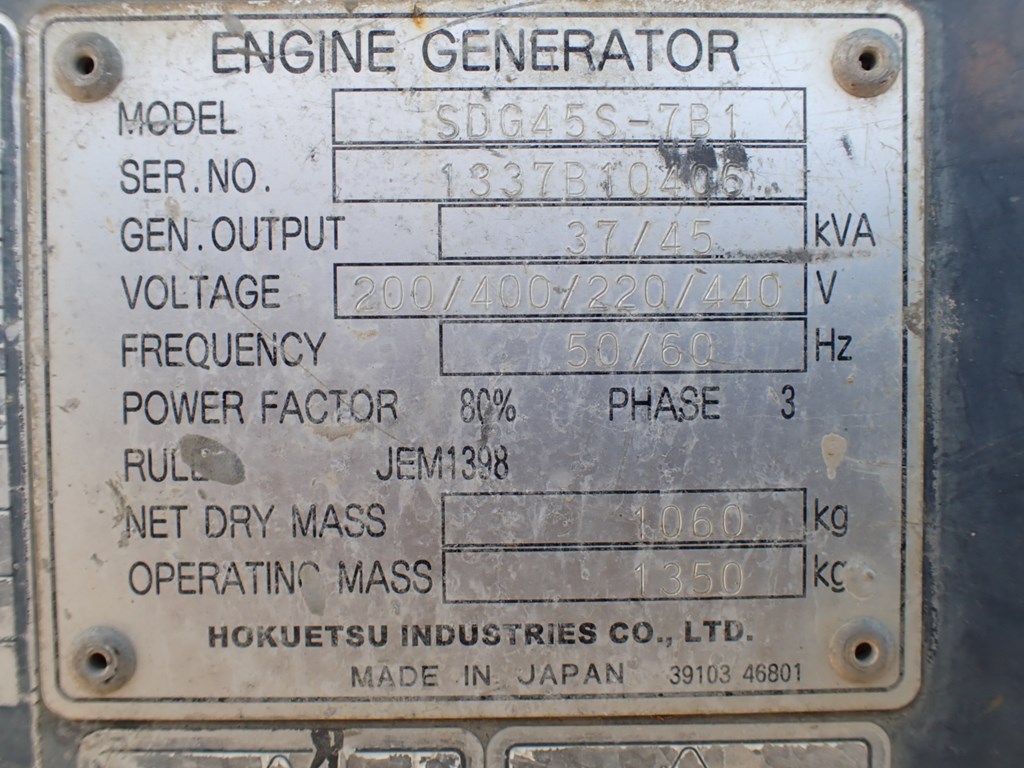 ENGINE GENERATOR
MODEL SDG45S-7B1
SER.NO. 1337B10406
GEN.OUTPUT 37/45 kVA
VOLTAGE 200/400/220/440 V
FREQUENCY 50/60 Hz
POWER FACTOR 80% PHASE 3
RULE JEM1398
NET DRY MASS 1060 kg
OPERATING MASS 1350 kg
HOKUETSU INDUSTRIES CO., LTD.
MADE IN JAPAN 39103 46801